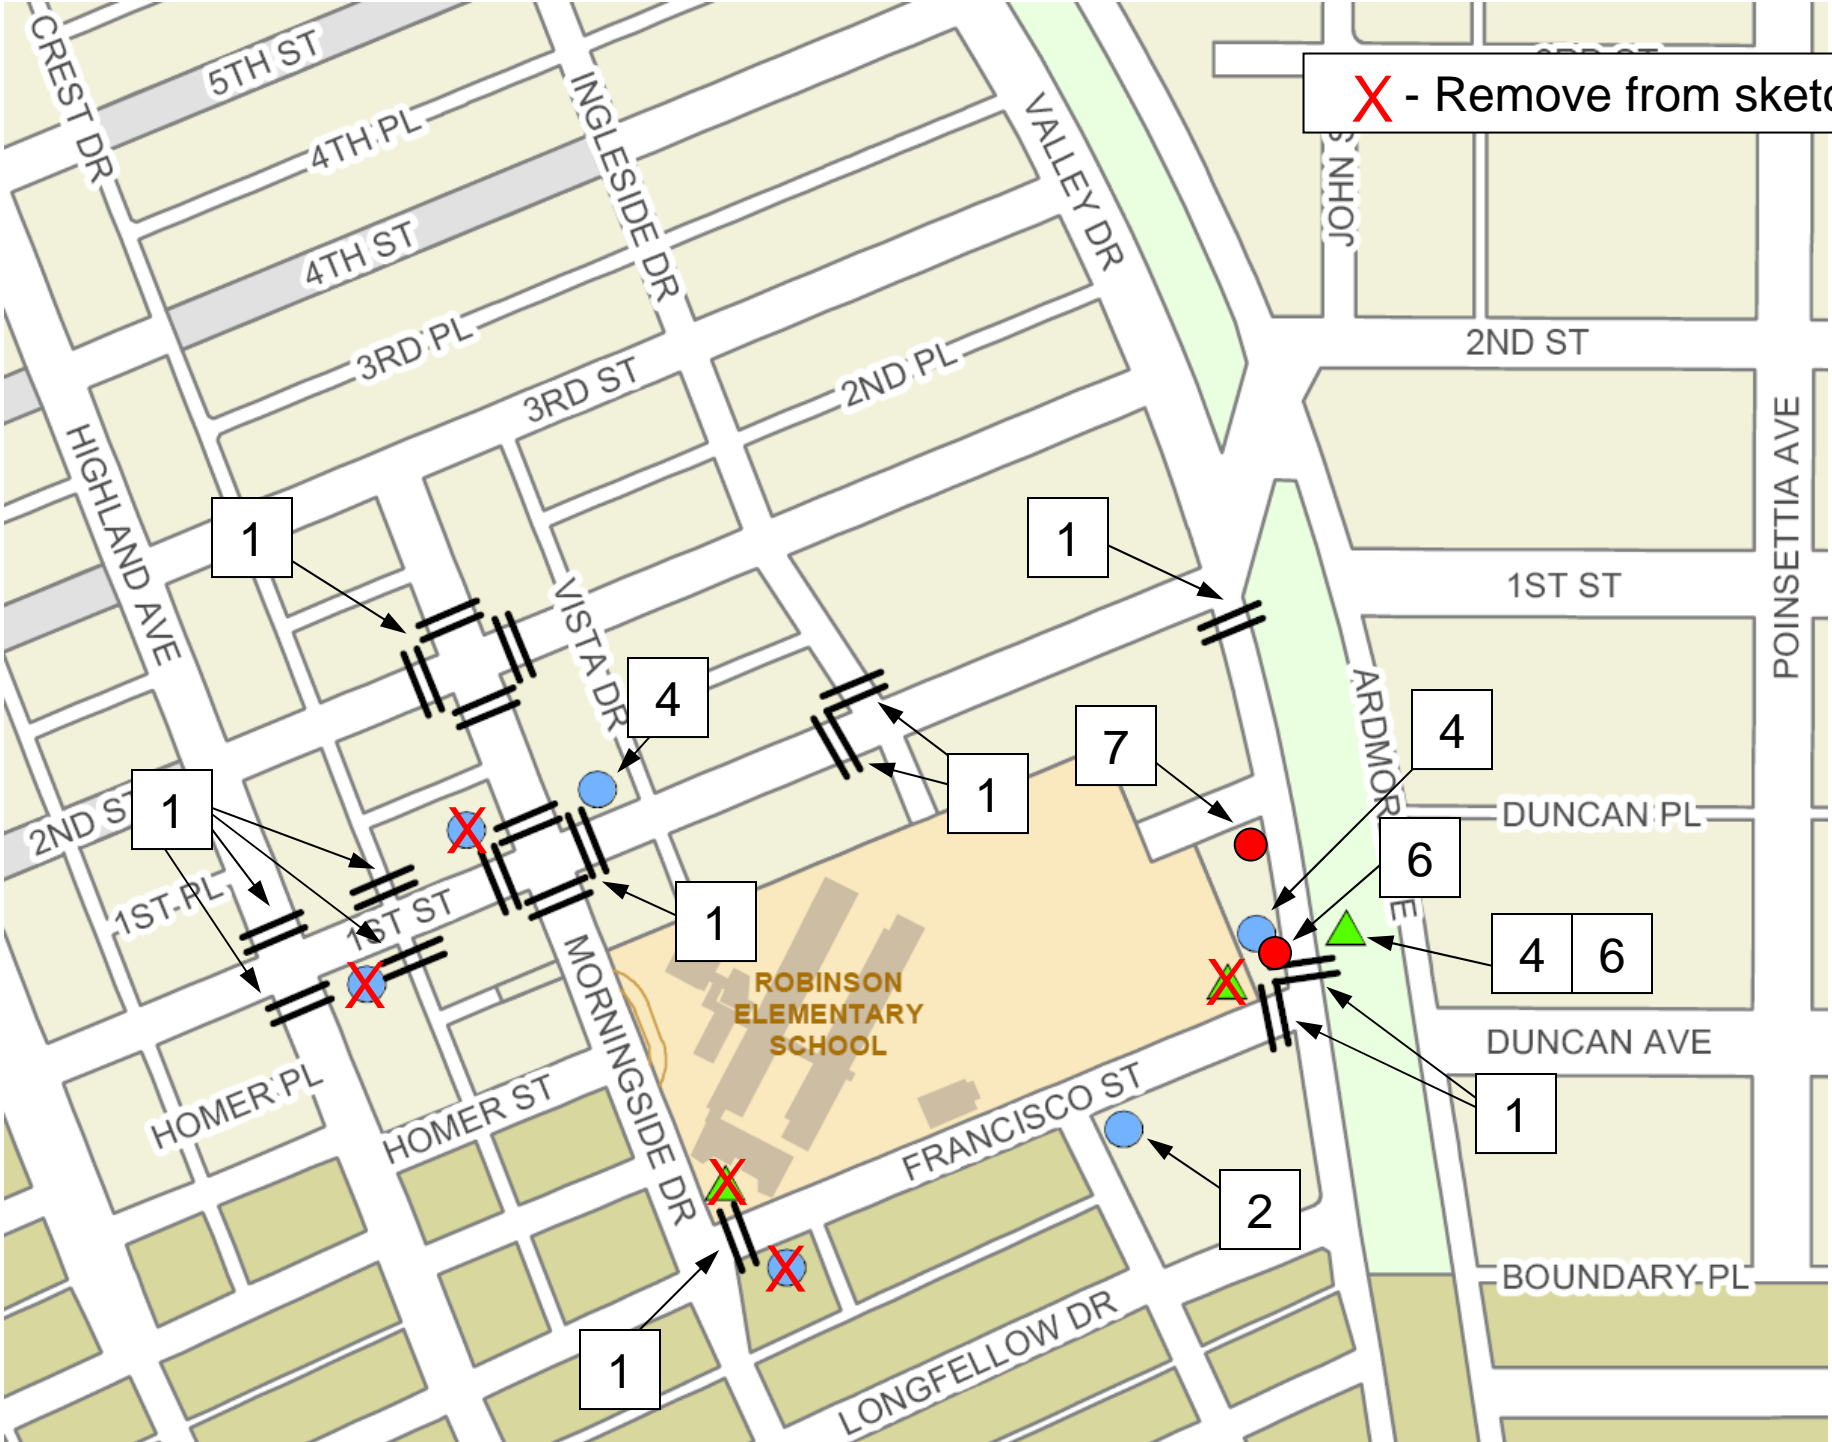 CREST DR
5TH ST
INGLESIDE DR
VALLEY DR
X - Remove from sketc
S NHOJ
4TH PL
4TH ST
3RD PL
3RD ST
2ND PL
2ND ST
HIGHLAND AVE
POINSETTIA AVE
1
1
1ST ST
VISTA DR
4
ARDMORE
7
4
1
1
2ND ST
X
DUNCAN PL
6
1ST PL
1ST ST
1
4 6
X
X
MORNINGSIDE DR
ROBINSON
ELEMENTARY
SCHOOL
DUNCAN AVE
HOMER PL
HOMER ST
FRANCISCO ST
1
X
2
X
BOUNDARY PL
1
LONGFELLOW DR